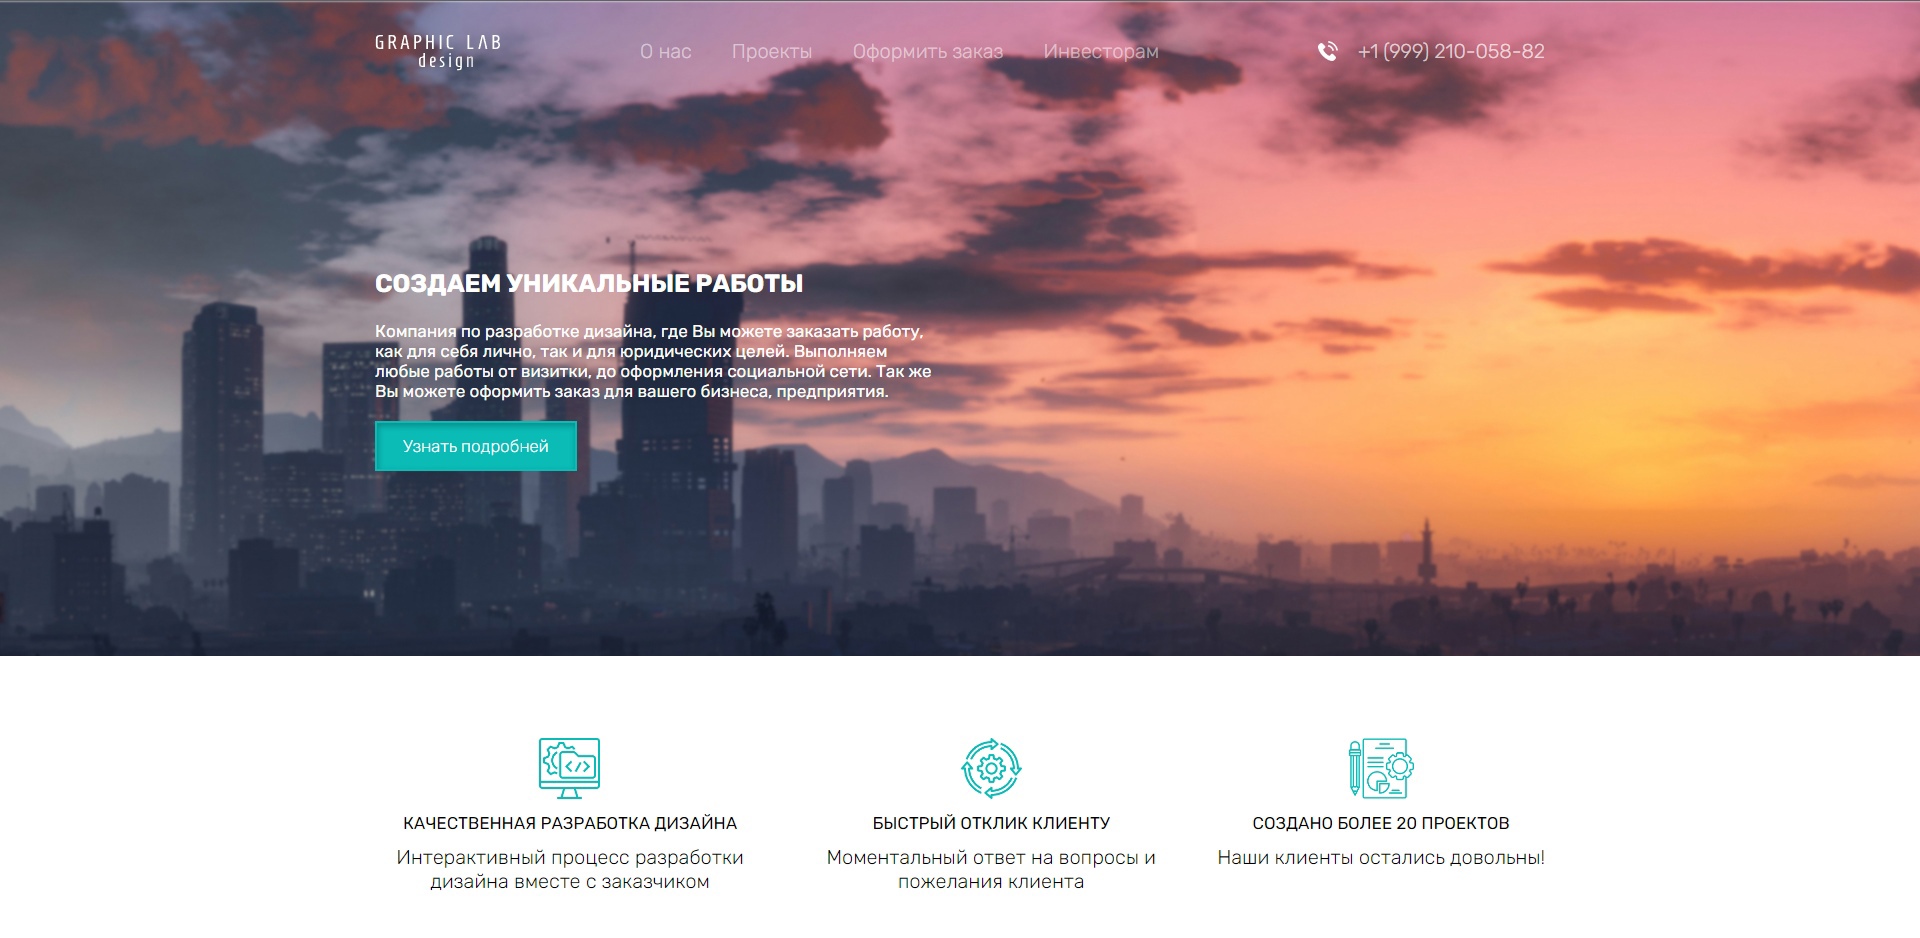 GRAPHIC LAB
design
О нас Проекты Оформить заказ Инвесторам +1 (999) 210-058-82
СОЗДАЕМ УНИКАЛЬНЫЕ РАБОТЫ
Компания по разработке дизайна, где Вы можете заказать работу,
как для себя лично, так и для юридических целей. Выполняем
любые работы от визитки, до оформления социальной сети. Так же
Вы можете оформить заказ для вашего бизнеса, предприятия.
Узнать подробней
КАЧЕСТВЕННАЯ РАЗРАБОТКА ДИЗАЙНА
Интерактивный процесс разработки
дизайна вместе с заказчиком
БЫСТРЫЙ ОТКЛИК КЛИЕНТУ
Моментальный ответ на вопросы и
пожелания клиента
СОЗДАНО БОЛЕЕ 20 ПРОЕКТОВ
Наши клиенты остались довольны!